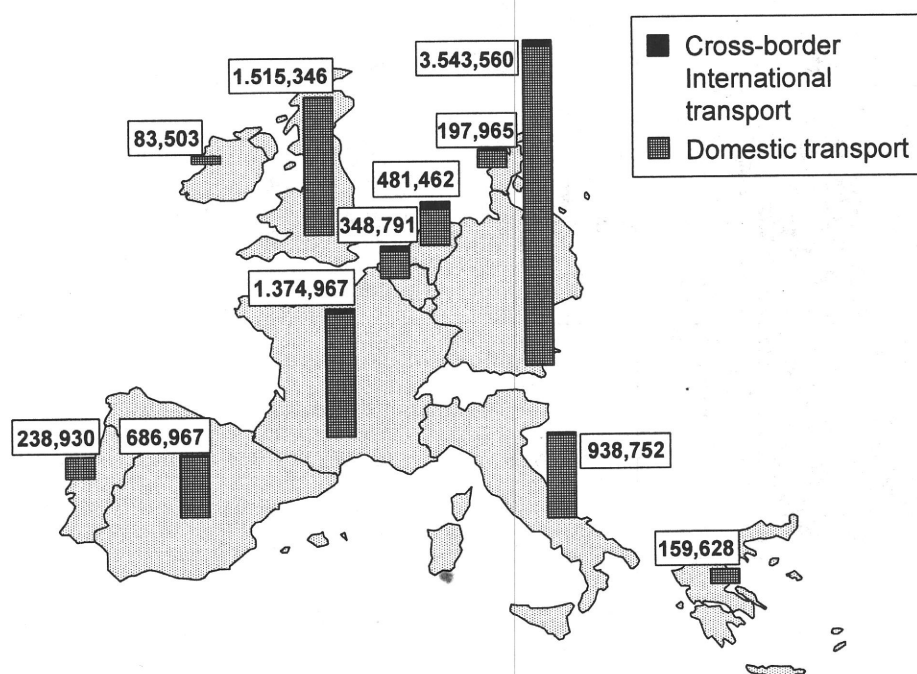 3.543,560
Cross-border
International
transport
Domestic transport
1.515,346
83,503
197,965
481,462
348,791
1.374,967
238,930
686,967
938,752
159,628